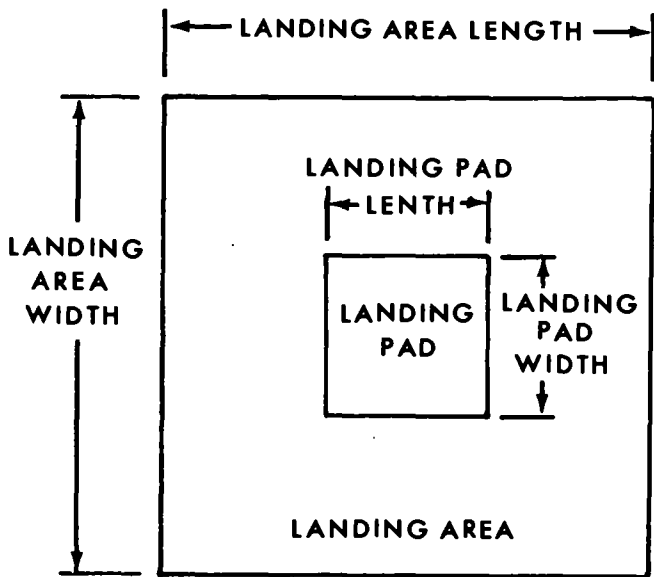 LANDING AREA LENGTH
LANDING PAD
LENTH
LANDING
AREA
WIDTH
LANDING
PAD
LANDING
PAD
WIDTH
LANDING AREA